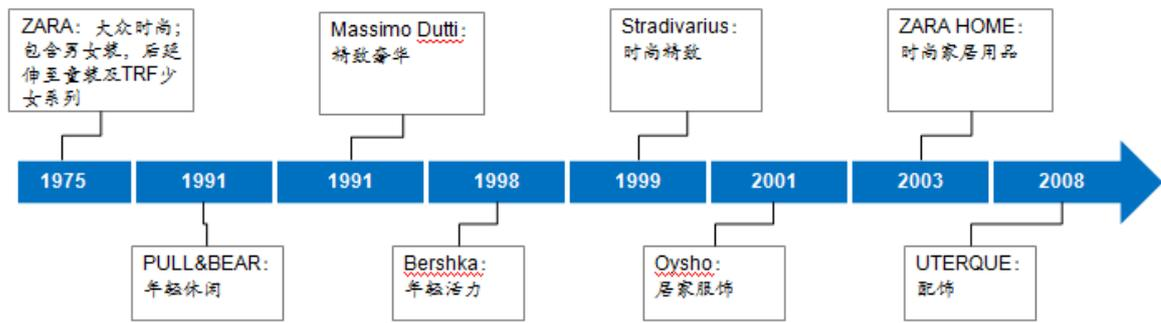 ZARA：大众时尚；
包含男女装，后延
伸至童装及TRF少
女系列
Massimo Dutti：
精致奢华
Stradivarius：
时尚精致
ZARA HOME：
时尚家居用品
1975
1991
1991
1998
1999
2001
2003
2008
PULL&BEAR：
年轻休闲
Bershka：
年轻活力
Oysho：
居家服饰
UTERQUE：
配饰